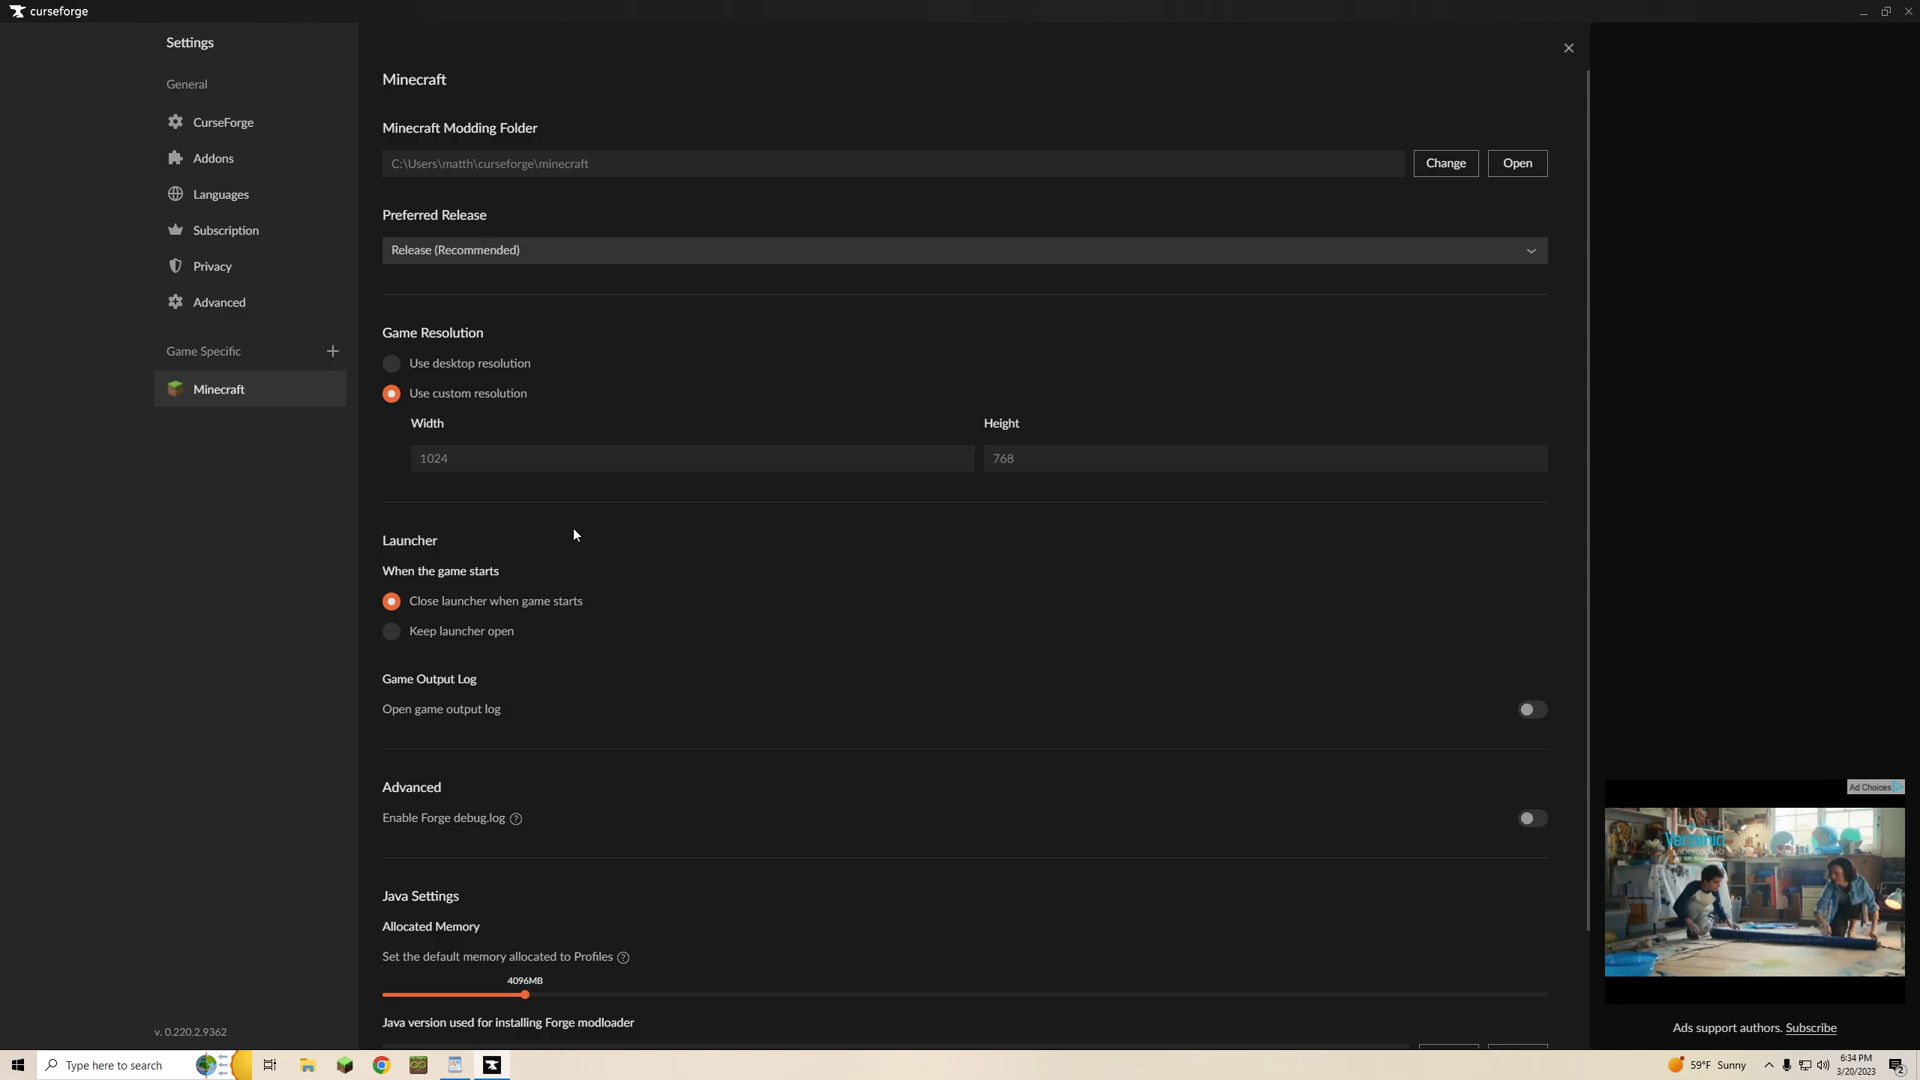 curseforge
Settings
General
CurseForge
Addons
Languages
Subscription
Privacy
Advanced
Game Specific
Minecraft
v. 0.220.2.9362
Minecraft
Minecraft Modding Folder
C:\Users\matth\curseforge\minecraft
Change
Open
Preferred Release
Release (Recommended)
Game Resolution
Use desktop resolution
Use custom resolution
Width
Height
1024
768
Launcher
When the game starts
Close launcher when game starts
Keep launcher open
Game Output Log
Open game output log
Advanced
Enable Forge debug.log
Java Settings
Allocated Memory
Set the default memory allocated to Profiles
4096MB
Java version used for installing Forge modloader
Ad Choices
Verzenio
Ads support authors. Subscribe
Type here to search
59°F Sunny
6:34 PM
3/20/2023
2